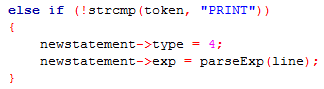 else if (!strcmp(token, "PRINT"))
{
newstatement->type = 4;
newstatement->exp = parseExp(line);
}